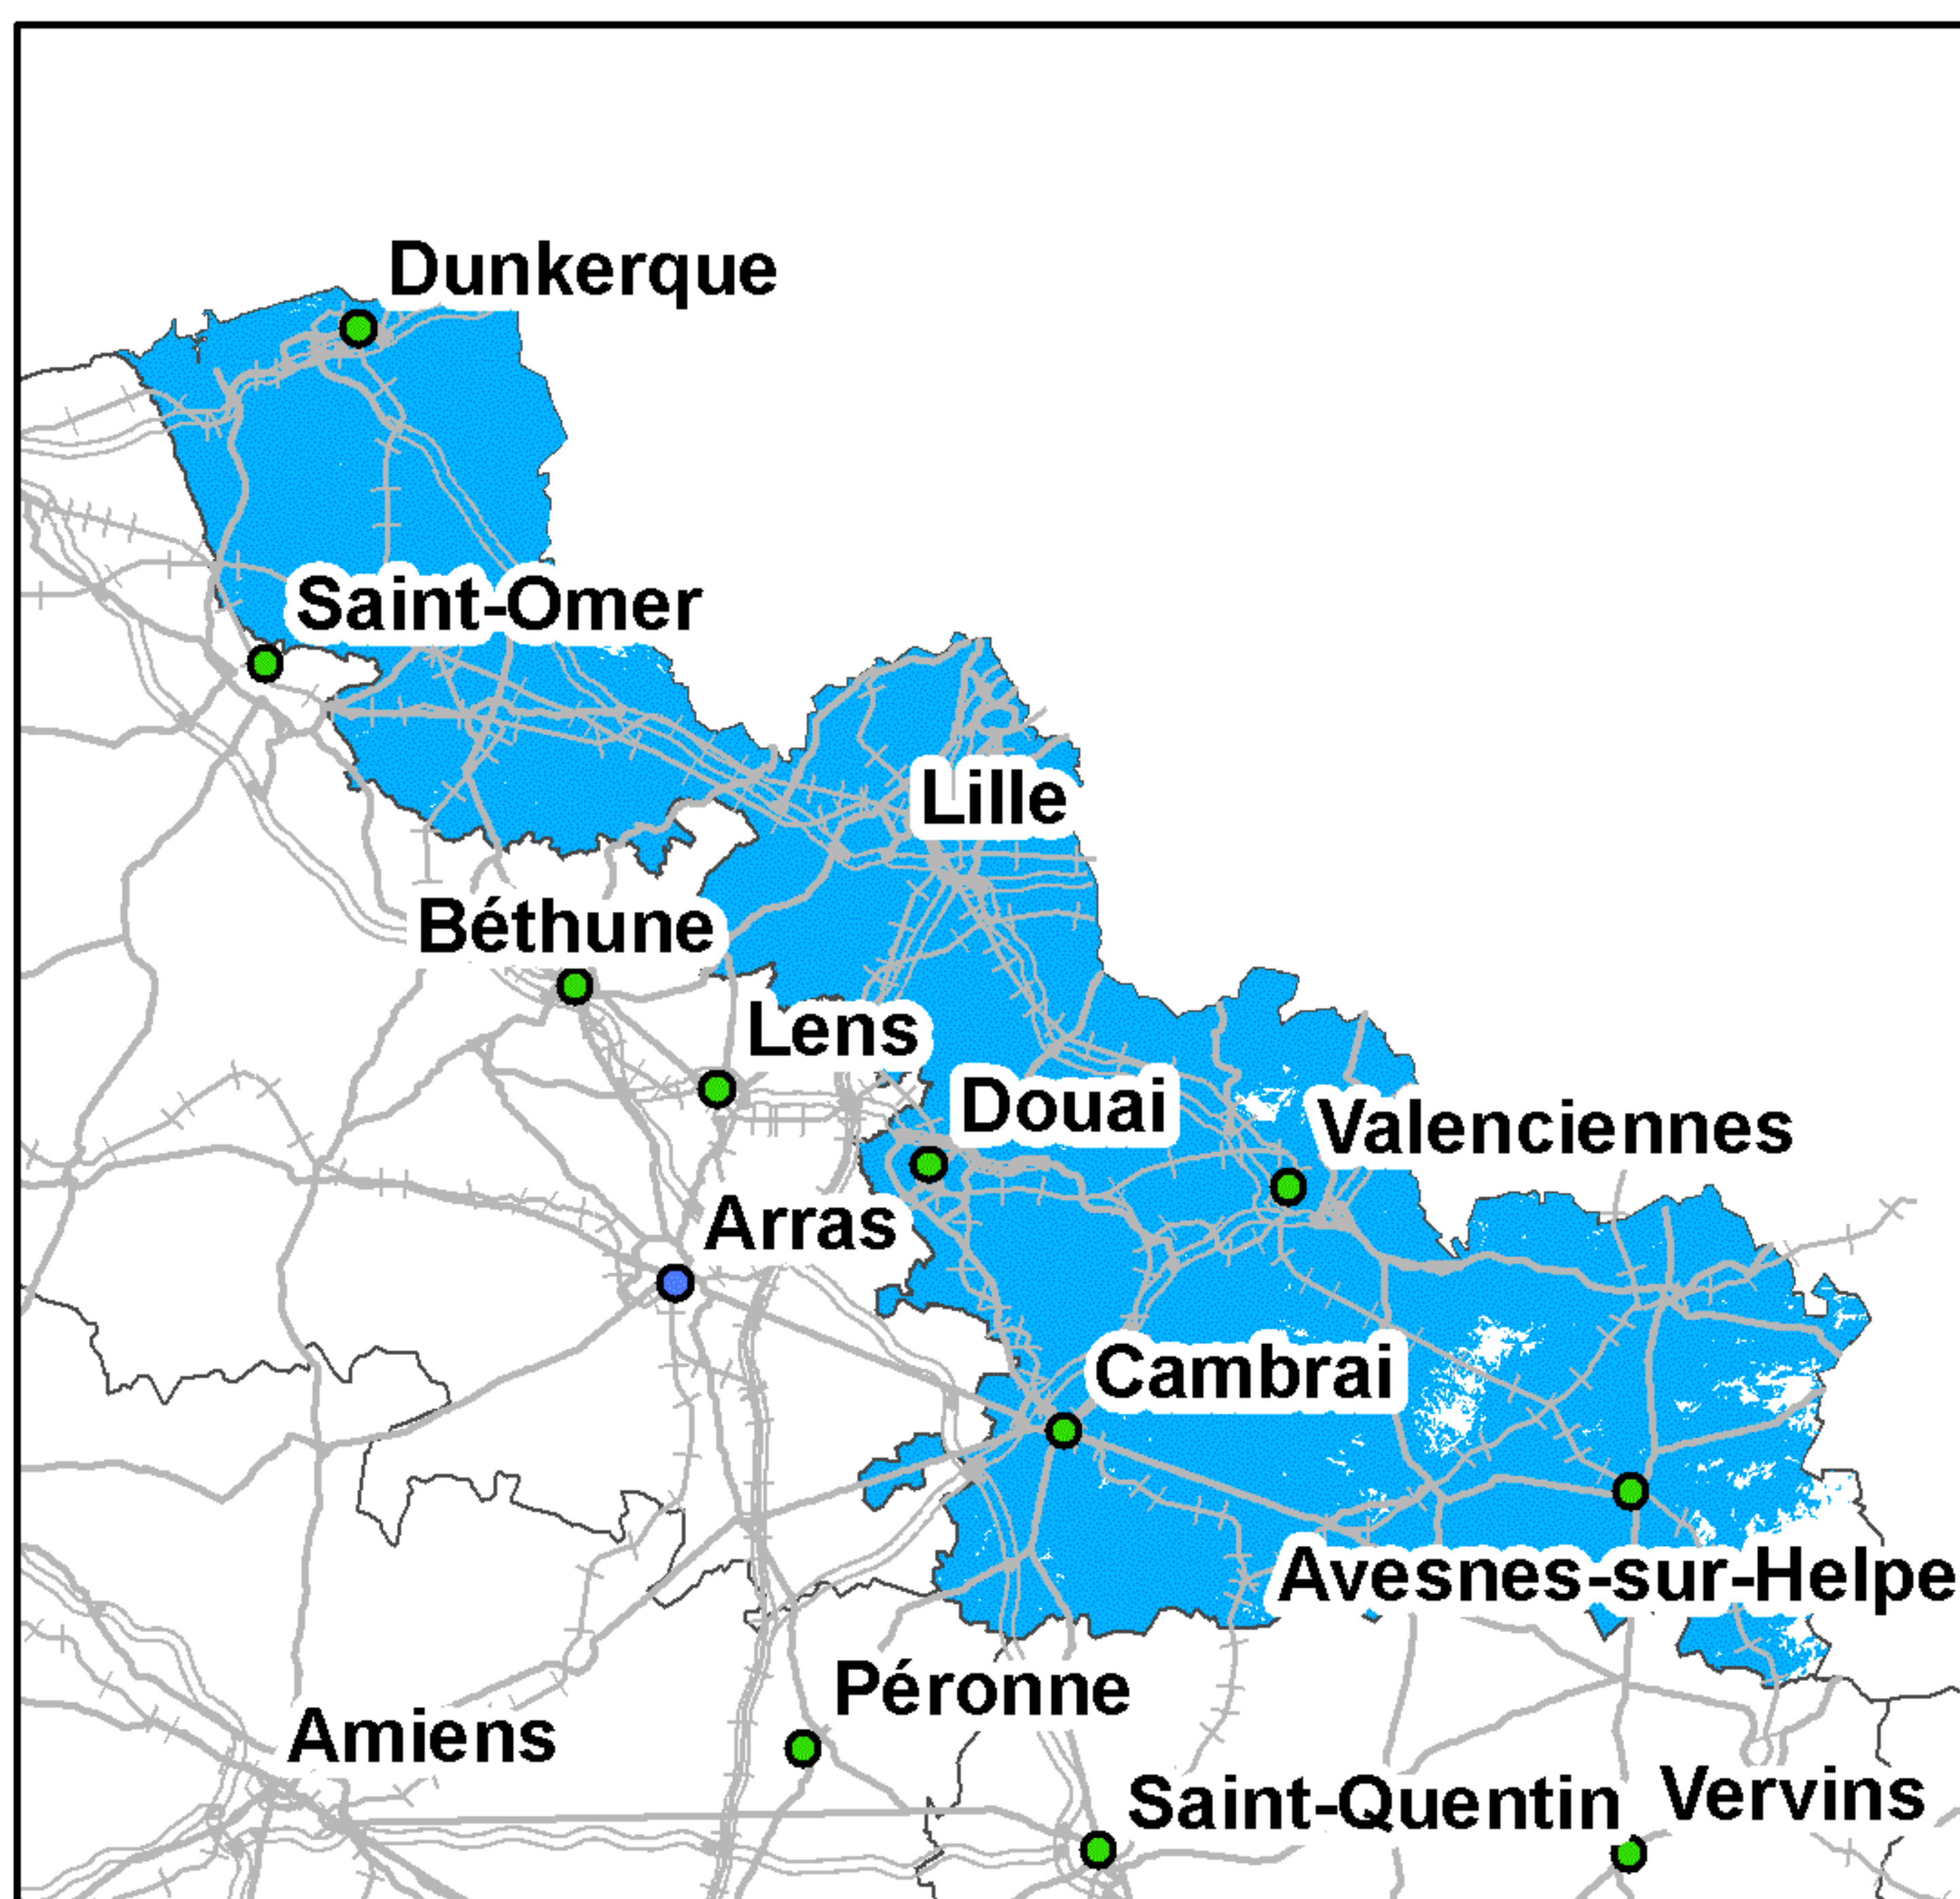 Dunkerque
Saint-Omer
Lille
Béthune
Lens
Douai
Valenciennes
Arras
Cambrai
Avesnes-sur-Helpe
Péronne
Amiens
Saint-Quentin
Vervins